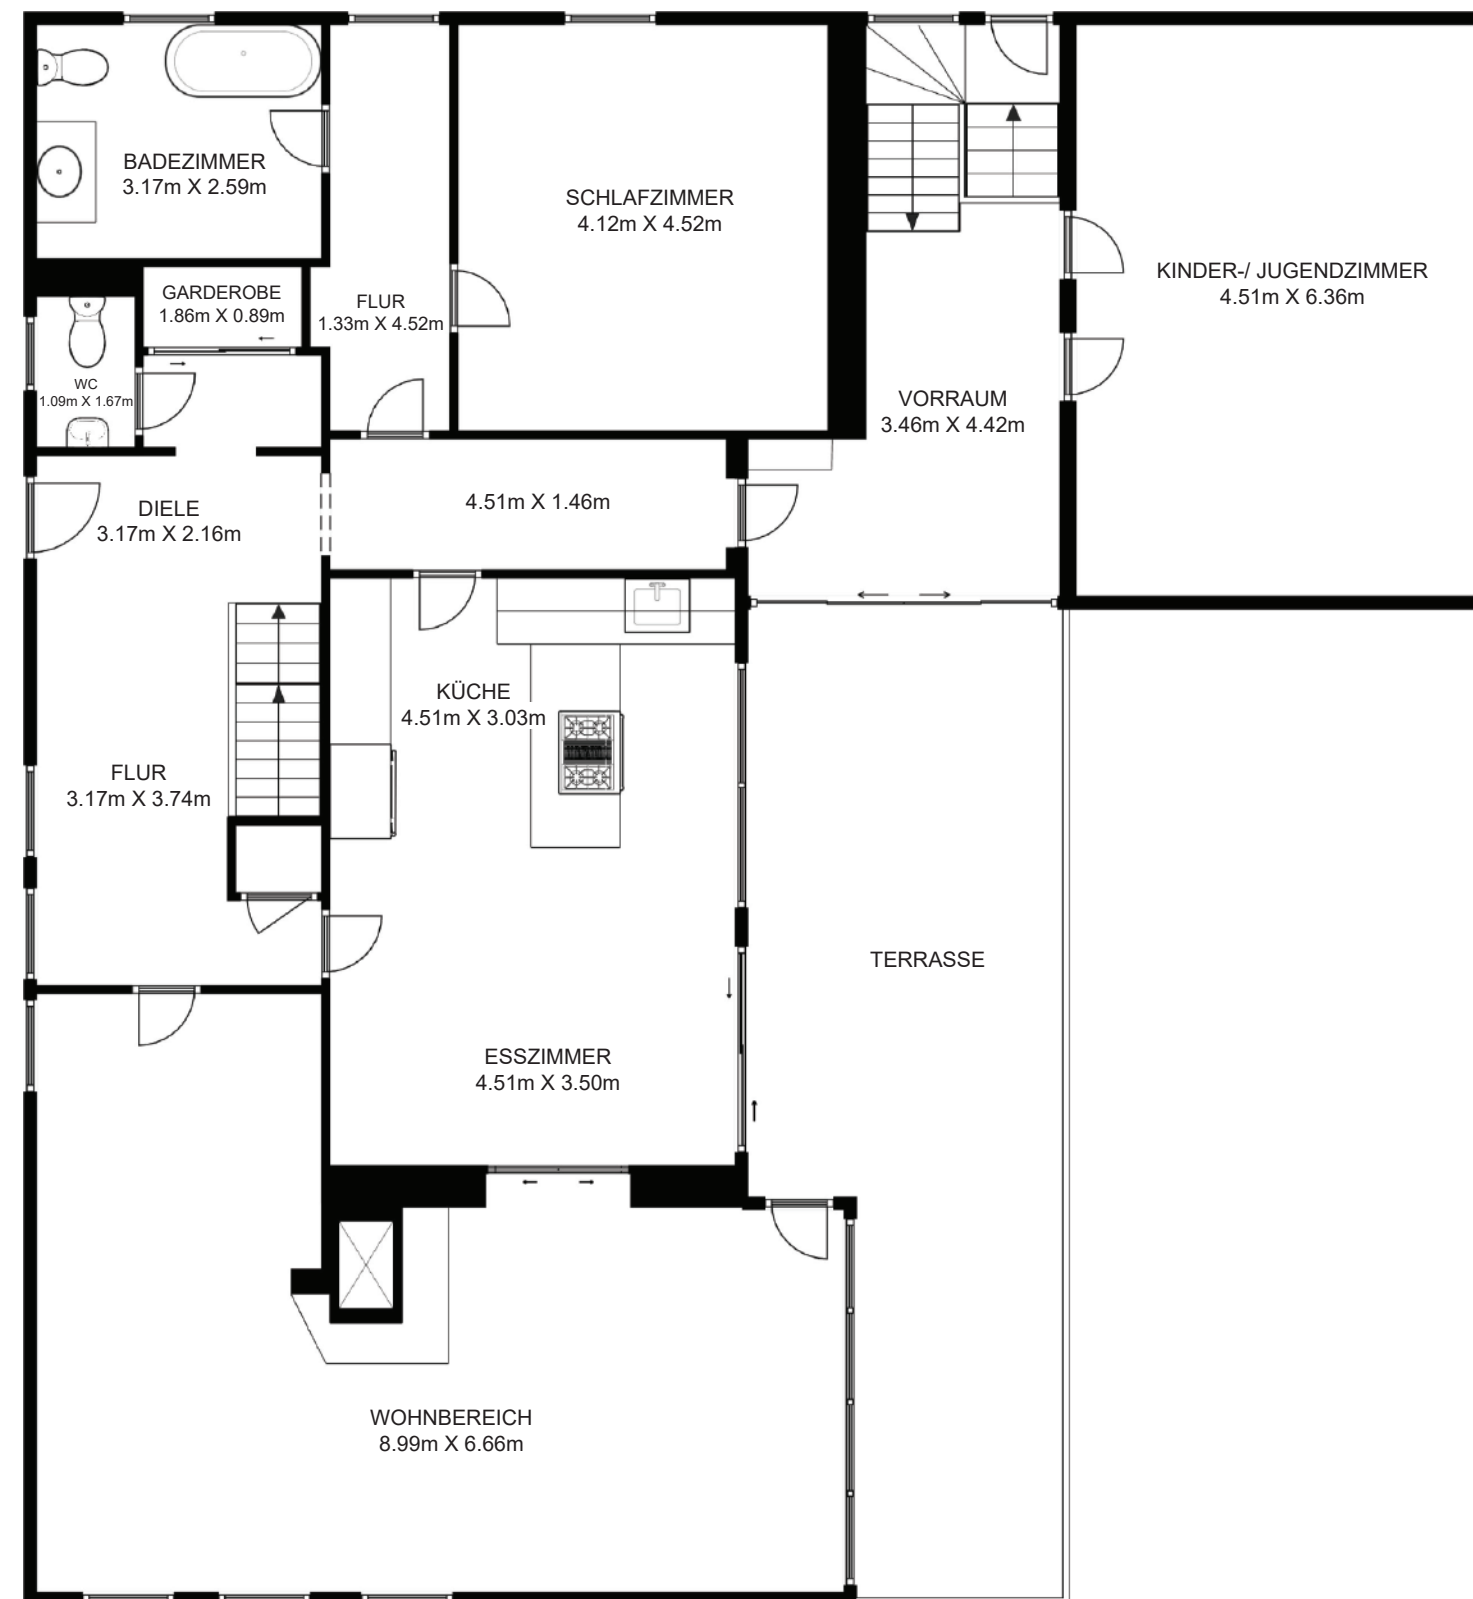 BADEZIMMER
3.17m X 2.59m
SCHLAFZIMMER
4.12m X 4.52m
KINDER-/ JUGENDZIMMER
4.51m X 6.36m
GARDEROBE
1.86m X 0.89m
FLUR
1.33m X 4.52m
WC
1.09m X 1.67m
VORRAUM
3.46m X 4.42m
DIELE
3.17m X 2.16m
4.51m X 1.46m
KÜCHE
4.51m X 3.03m
FLUR
3.17m X 3.74m
TERRASSE
ESSZIMMER
4.51m X 3.50m
WOHNBEREICH
8.99m X 6.66m